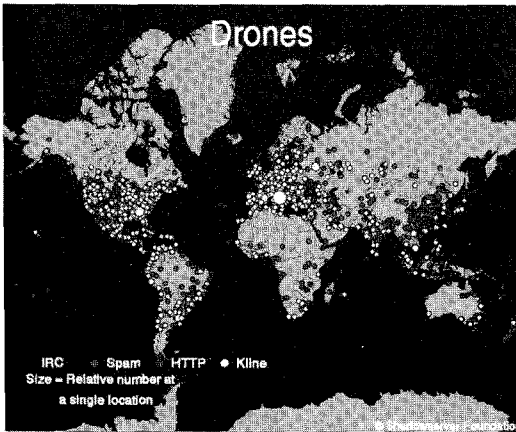 Drones
IRC Spam HTTP Kline
Size = Relative number at
a single location
© Shadowserver Foundation